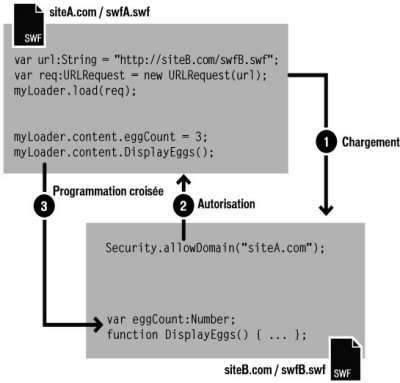 siteA.com / swfA.swf
SWF
var url:String = "http://siteB.com/swfB.swf";
var req:URLRequest = new URLRequest(url);
myLoader.load(req);
myLoader.content.eggCount = 3;
myLoader.content.DisplayEggs();
1 Chargement
3 Programmation croisée
2 Autorisation
Security.allowDomain("siteA.com");
var eggCount:Number;
function DisplayEggs() { ... };
siteB.com / swfB.swf
SWF